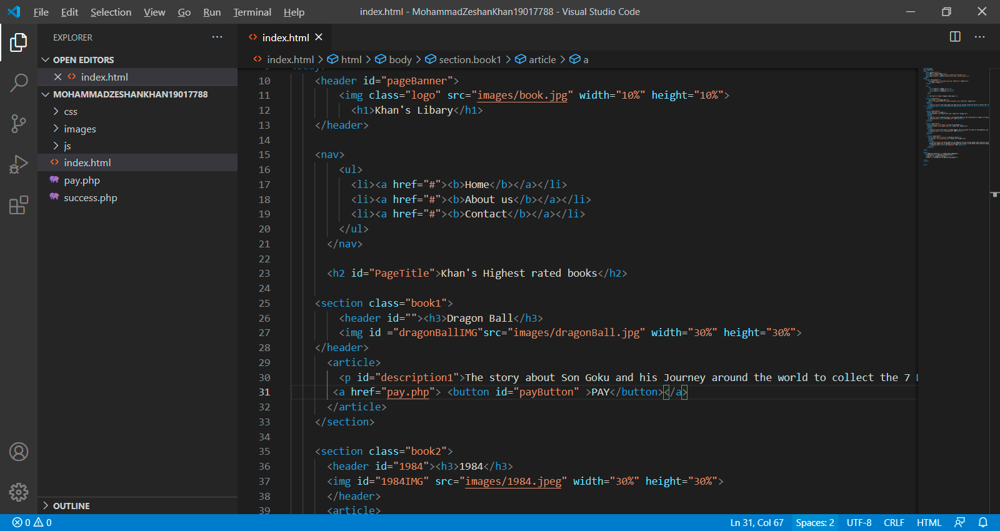 File Edit Selection View Go Run Terminal Help
index.html - MohammadZeshanKhan19017788 - Visual Studio Code
EXPLORER
OPEN EDITORS
index.html
MOHAMMADZESHANKHAN19017788
css
images
js
index.html
pay.php
success.php
OUTLINE
index.html
index.html > html > body > section.book1 > article > a
10 <header id="pageBanner">
11 <img class="logo" src="images/book.jpg" width="10%" height="10%">
12 <h1>Khan's Libary</h1>
13 </header>
14
15 <nav>
16 <ul>
17 <li><a href="#"><b>Home</b></a></li>
18 <li><a href="#"><b>About us</b></a></li>
19 <li><a href="#"><b>Contact</b></a></li>
20 </ul>
21 </nav>
22
23 <h2 id="PageTitle">Khan's Highest rated books</h2>
24
25 <section class="book1">
26 <header id=""><h3>Dragon Ball</h3>
27 <img id ="dragonBallIMG"src="images/dragonBall.jpg" width="30%" height="30%">
28 </header>
29 <article>
30 <p id="description1">The story about Son Goku and his Journey around the world to collect the 7
31 <a href="pay.php"> <button id="payButton" >PAY</button></a>
32 </article>
33 </section>
34
35 <section class="book2">
36 <header id="1984"><h3>1984</h3>
37 <img id="1984IMG" src="images/1984.jpeg" width="30%" height="30%">
38 </header>
39 <article>
0 0
Ln 31, Col 67 Spaces: 2 UTF-8 CRLF HTML